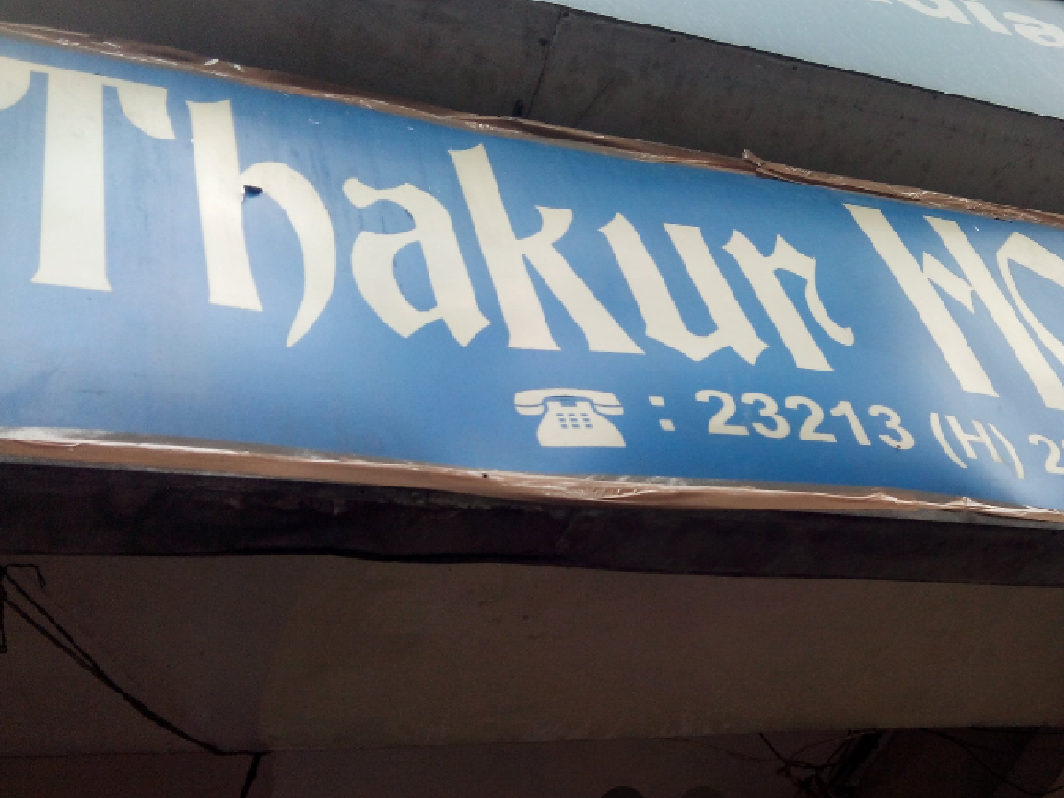 Thakur
: 23213 (H)